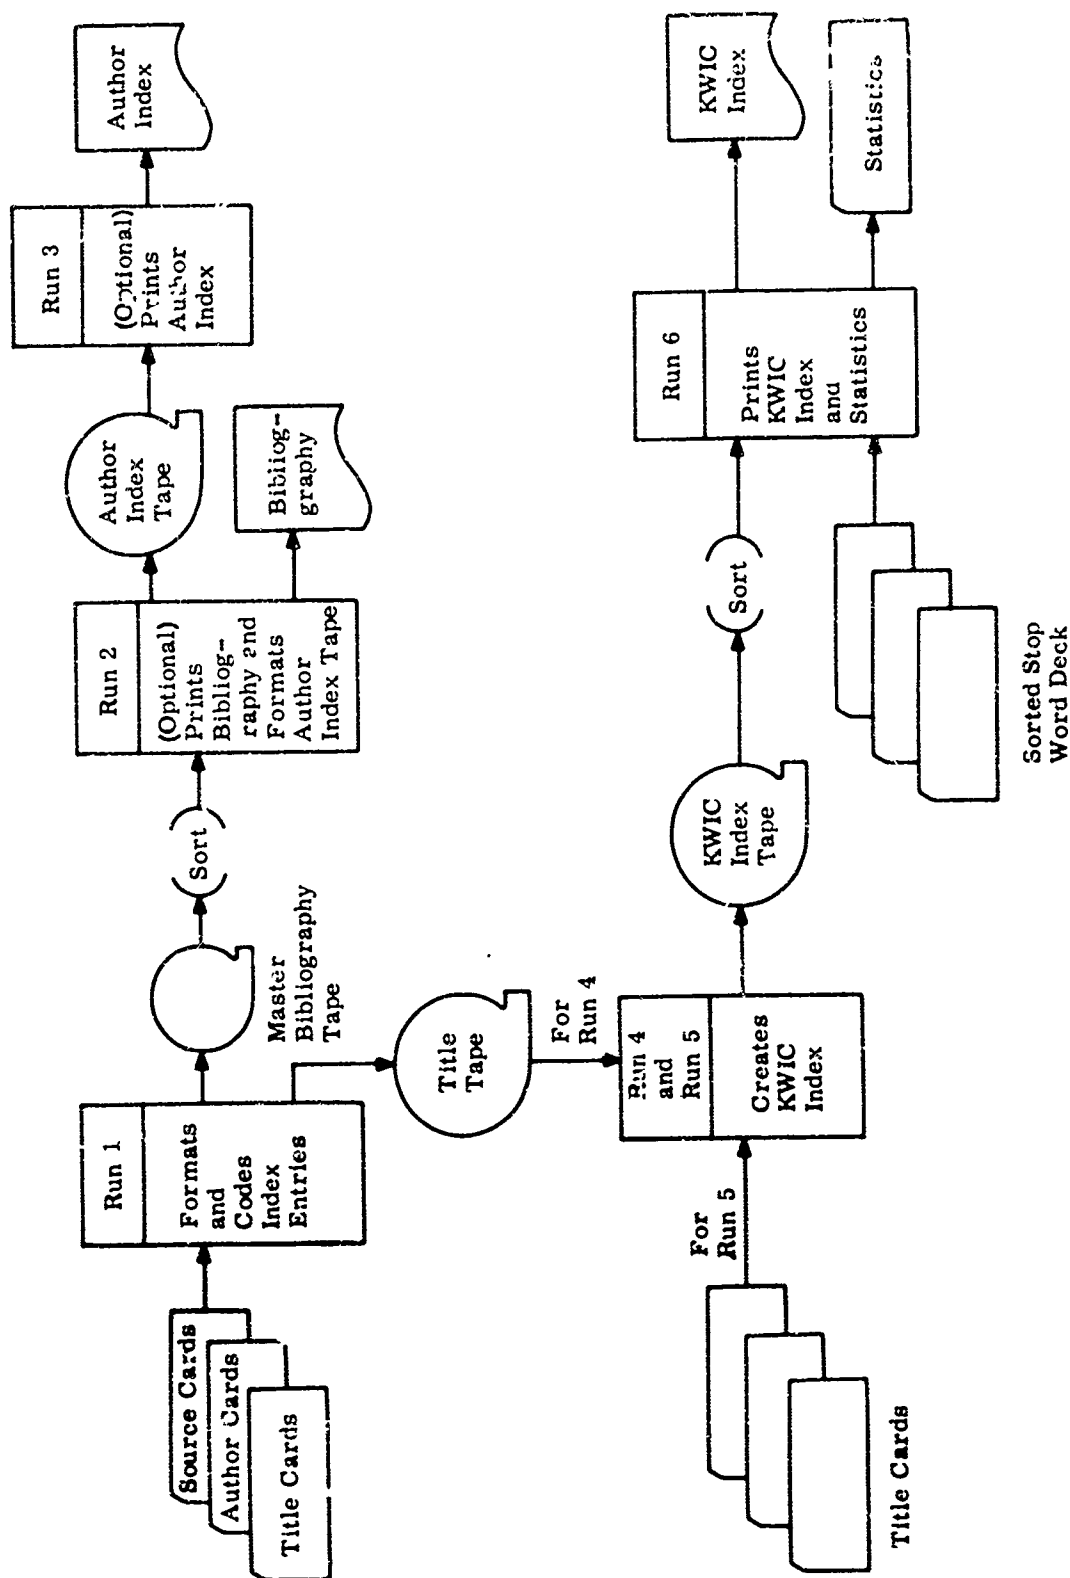 Source Cards
Author Cards
Title Cards
Run 1
Formats
and
Codes
Index
Entries
Master
Bibliography
Tape
(Sort)
Run 2
(Optional)
Prints
Bibliog-
raphy and
Formats
Author
Index Tape
Author
Index
Tape
Bibliog-
graphy
Run 3
(Optional)
Prints
Author
Index
Author
Index
Title
Tape
For
Run 4
Title Cards
For
Run 5
Run 4
and
Run 5
Creates
KWIC
Index
KWIC
Index
Tape
(Sort)
Sorted Stop
Word Deck
Run 6
Prints
KWIC
Index
and
Statistics
KWIC
Index
Statistics